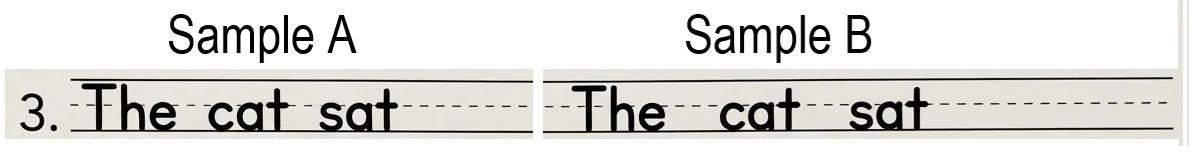 Sample A Sample B
3. The cat sat The cat sat